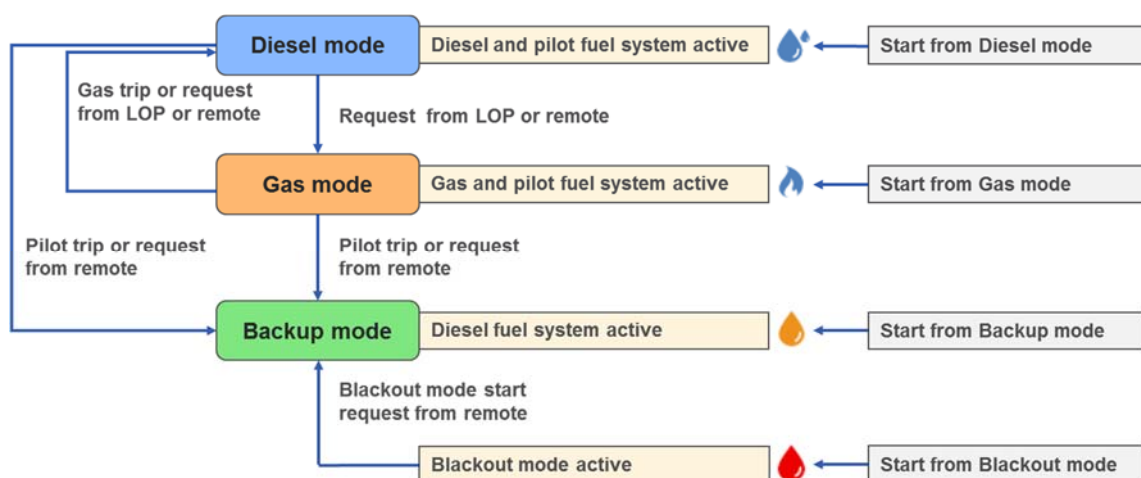 Diesel mode
Diesel and pilot fuel system active
Start from Diesel mode
Gas trip or request
from LOP or remote
Request from LOP or remote
Gas mode
Gas and pilot fuel system active
Start from Gas mode
Pilot trip or request
from remote
Pilot trip or request
from remote
Backup mode
Diesel fuel system active
Start from Backup mode
Blackout mode start
request from remote
Blackout mode active
Start from Blackout mode